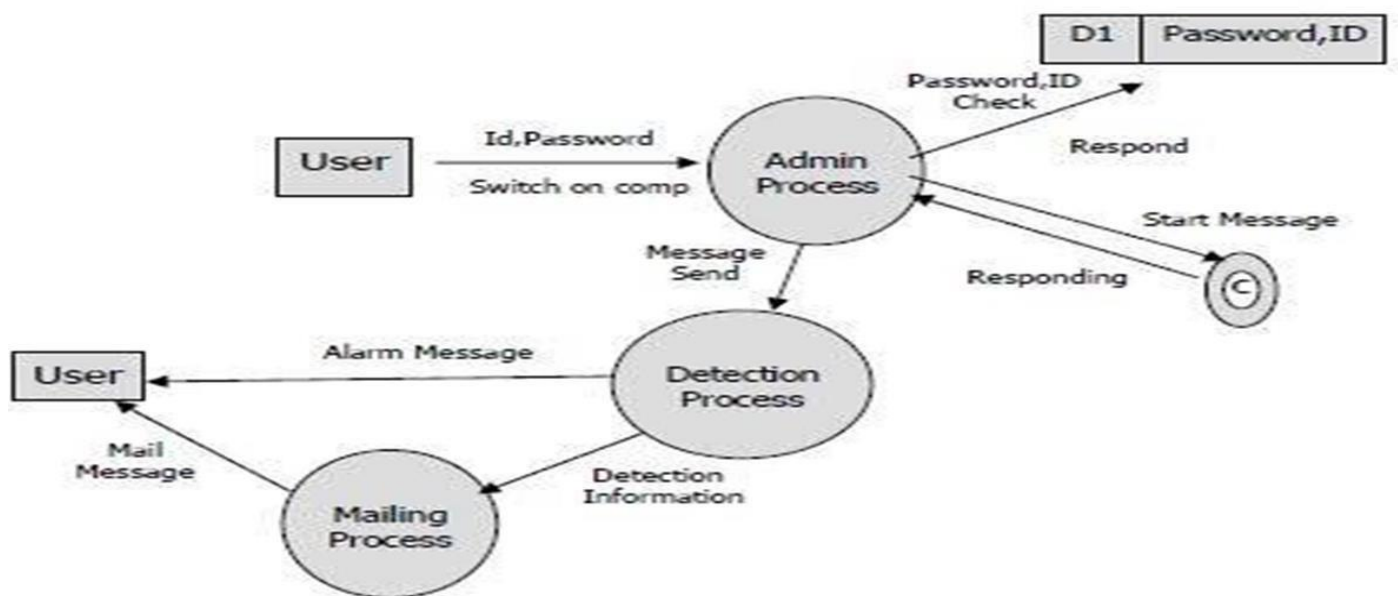 D1 Password,ID
Password,ID
Check
Id,Password
User
Admin
Process
Respond
Switch on comp
Start Message
Message
Send
Responding
C
Alarm Message
User
Detection
Process
Mail
Message
Detection
Information
Mailing
Process